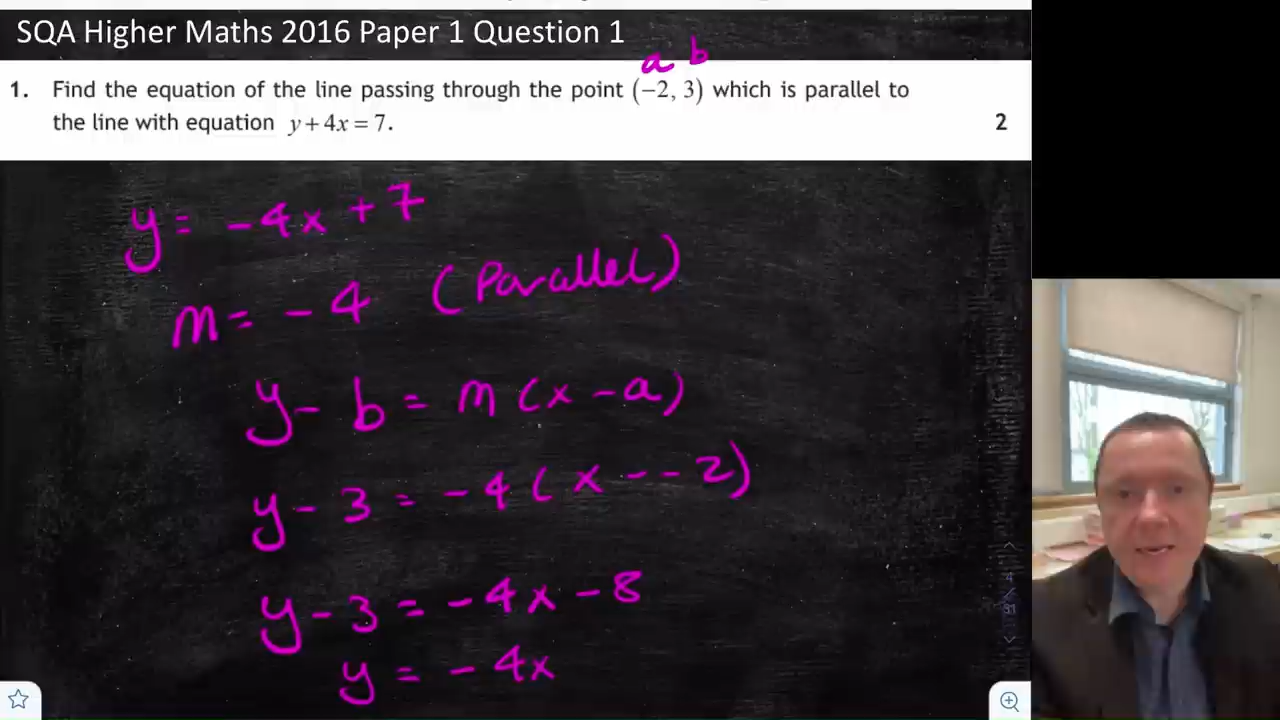 SQA Higher Maths 2016 Paper 1 Question 1
a b
1. Find the equation of the line passing through the point (−2, 3) which is parallel to
the line with equation y + 4x = 7. 2
y = -4x + 7
m = -4 (Parallel)
y - b = m (x - a)
y - 3 = -4 (x - - 2)
y - 3 = -4x - 8
y = -4x